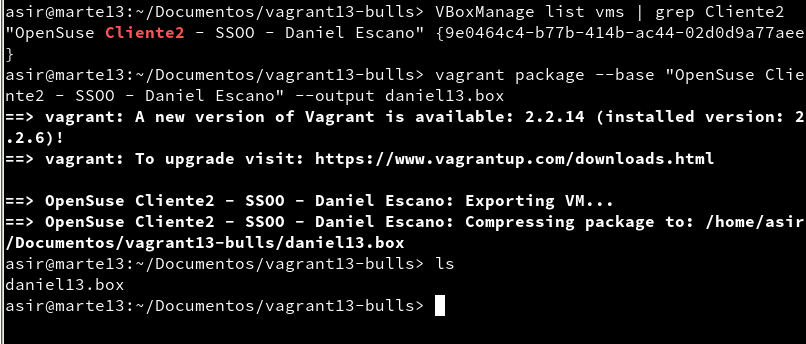 asir@marte13:~/Documentos/vagrant13-bulls> VBoxManage list vms | grep Cliente2
"OpenSuse Cliente2 - SSOO - Daniel Escano" {9e0464c4-b77b-414b-ac44-02d0d9a77aee
}
asir@marte13:~/Documentos/vagrant13-bulls> vagrant package --base "OpenSuse Clie
nte2 - SSOO - Daniel Escano" --output daniel13.box
==> vagrant: A new version of Vagrant is available: 2.2.14 (installed version: 2
.2.6)!
==> vagrant: To upgrade visit: https://www.vagrantup.com/downloads.html
==> OpenSuse Cliente2 - SSOO - Daniel Escano: Exporting VM...
==> OpenSuse Cliente2 - SSOO - Daniel Escano: Compressing package to: /home/asir
/Documentos/vagrant13-bulls/daniel13.box
asir@marte13:~/Documentos/vagrant13-bulls> ls
daniel13.box
asir@marte13:~/Documentos/vagrant13-bulls>